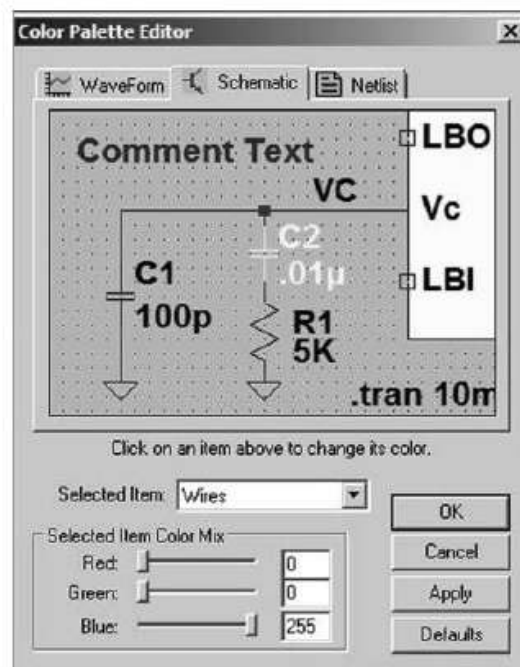 Color Palette Editor
WaveForm Schematic Netlist
Comment Text
LBO
VC
Vc
C2
.01µ
C1
100p
LBI
R1
5K
.tran 10m
Click on an item above to change its color.
Selected Item: Wires
OK
Selected Item Color Mix
Red: 0
Cancel
Green: 0
Apply
Blue: 255
Defaults